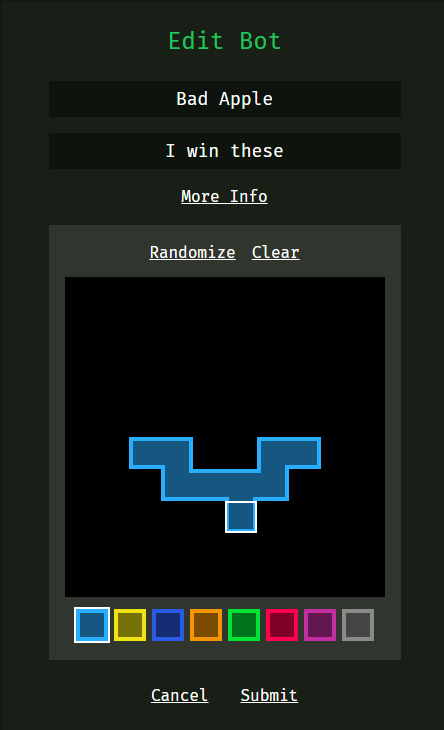 Edit Bot
Bad Apple
I win these
More Info
Randomize Clear
Cancel Submit